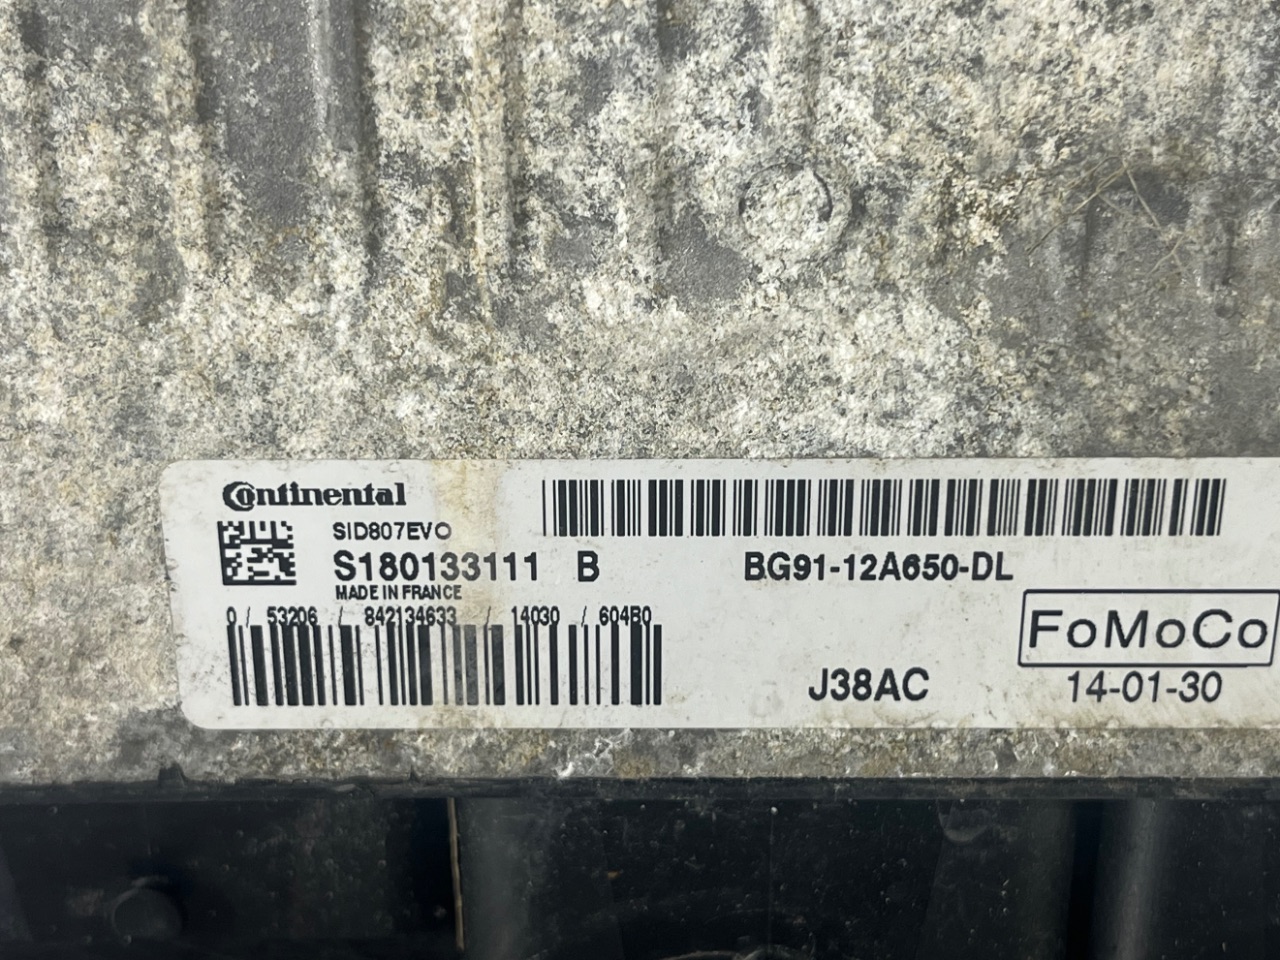 Continental
SID807EVO
S180133111 B
MADE IN FRANCE
0 / 53206 / 842134633 / 14030 / 604B0
BG91-12A650-DL
FoMoCo
J38AC
14-01-30